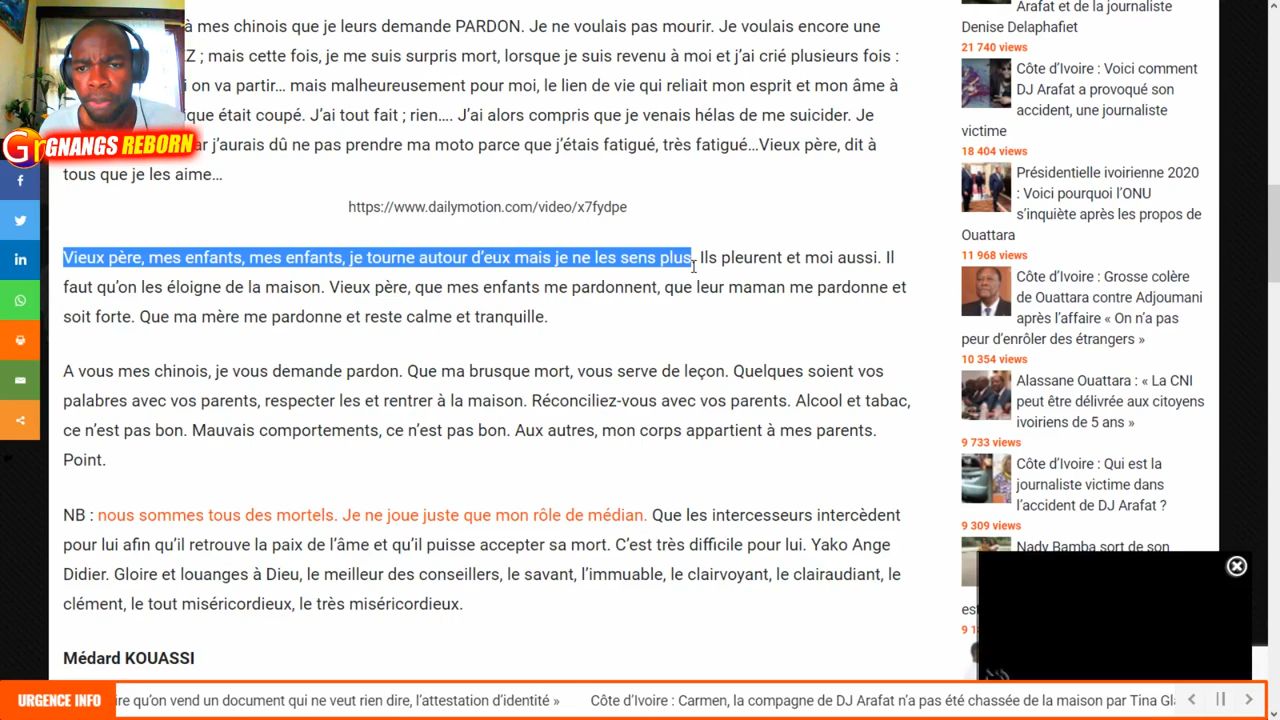 à mes chinois que je leurs demande PARDON. Je ne voulais pas mourir. Je voulais encore une
Z ; mais cette fois, je me suis surpris mort, lorsque je suis revenu à moi et j’ai crié plusieurs fois :
i on va partir… mais malheureusement pour moi, le lien de vie qui reliait mon esprit et mon âme à
ique était coupé. J’ai tout fait ; rien…. J’ai alors compris que je venais hélas de me suicider. Je
j’aurais dû ne pas prendre ma moto parce que j’étais fatigué, très fatigué…Vieux père, dit à
tous que je les aime…
GNANGS REBORN
https://www.dailymotion.com/video/x7fydpe
Vieux père, mes enfants, mes enfants, je tourne autour d’eux mais je ne les sens plus. Ils pleurent et moi aussi. Il
faut qu’on les éloigne de la maison. Vieux père, que mes enfants me pardonnent, que leur maman me pardonne et
soit forte. Que ma mère me pardonne et reste calme et tranquille.
A vous mes chinois, je vous demande pardon. Que ma brusque mort, vous serve de leçon. Quelques soient vos
palabres avec vos parents, respecter les et rentrer à la maison. Réconciliez-vous avec vos parents. Alcool et tabac,
ce n’est pas bon. Mauvais comportements, ce n’est pas bon. Aux autres, mon corps appartient à mes parents.
Point.
NB : nous sommes tous des mortels. Je ne joue juste que mon rôle de médian. Que les intercesseurs intercèdent
pour lui afin qu’il retrouve la paix de l’âme et qu’il puisse accepter sa mort. C’est très difficile pour lui. Yako Ange
Didier. Gloire et louanges à Dieu, le meilleur des conseillers, le savant, l’immuable, le clairvoyant, le clairaudiant, le
clément, le tout miséricordieux, le très miséricordieux.
Médard KOUASSI
Arafat et de la journaliste
Denise Delaphafiet
21 740 views
Côte d’Ivoire : Voici comment
DJ Arafat a provoqué son
accident, une journaliste
victime
18 404 views
Présidentielle ivoirienne 2020
: Voici pourquoi l’ONU
s’inquiète après les propos de
Ouattara
11 968 views
Côte d’Ivoire : Grosse colère
de Ouattara contre Adjoumani
après l’affaire « On n’a pas
peur d’enrôler des étrangers »
10 354 views
Alassane Ouattara : « La CNI
peut être délivrée aux citoyens
ivoiriens de 5 ans »
9 733 views
Côte d’Ivoire : Qui est la
journaliste victime dans
l’accident de DJ Arafat ?
9 309 views
Nady Bamba sort de son
URGENCE INFO
ire qu’on vend un document qui ne veut rien dire, l’attestation d’identité »
Côte d’Ivoire : Carmen, la compagne de DJ Arafat n’a pas été chassée de la maison par Tina